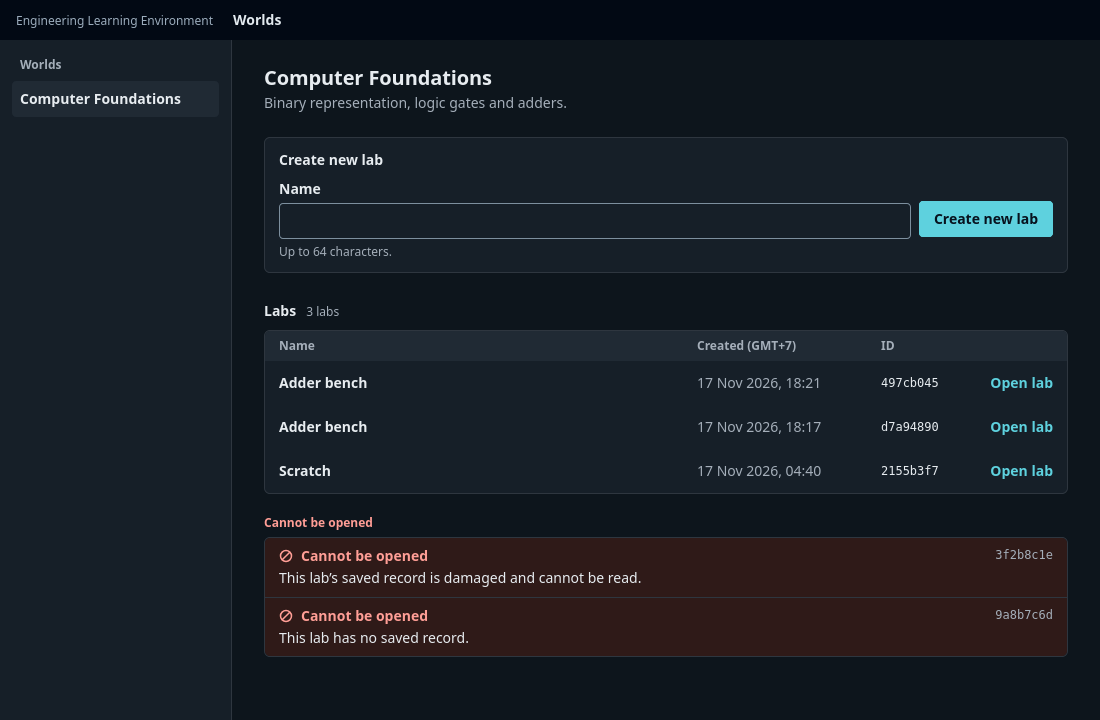 Engineering Learning Environment Worlds
Worlds
Computer Foundations
Computer Foundations
Binary representation, logic gates and adders.
Create new lab
Name
Create new lab
Up to 64 characters.
Labs 3 labs
Name Created (GMT+7) ID
Adder bench 17 Nov 2026, 18:21 497cb045 Open lab
Adder bench 17 Nov 2026, 18:17 d7a94890 Open lab
Scratch 17 Nov 2026, 04:40 2155b3f7 Open lab
Cannot be opened
Cannot be opened 3f2b8c1e
This lab’s saved record is damaged and cannot be read.
Cannot be opened 9a8b7c6d
This lab has no saved record.